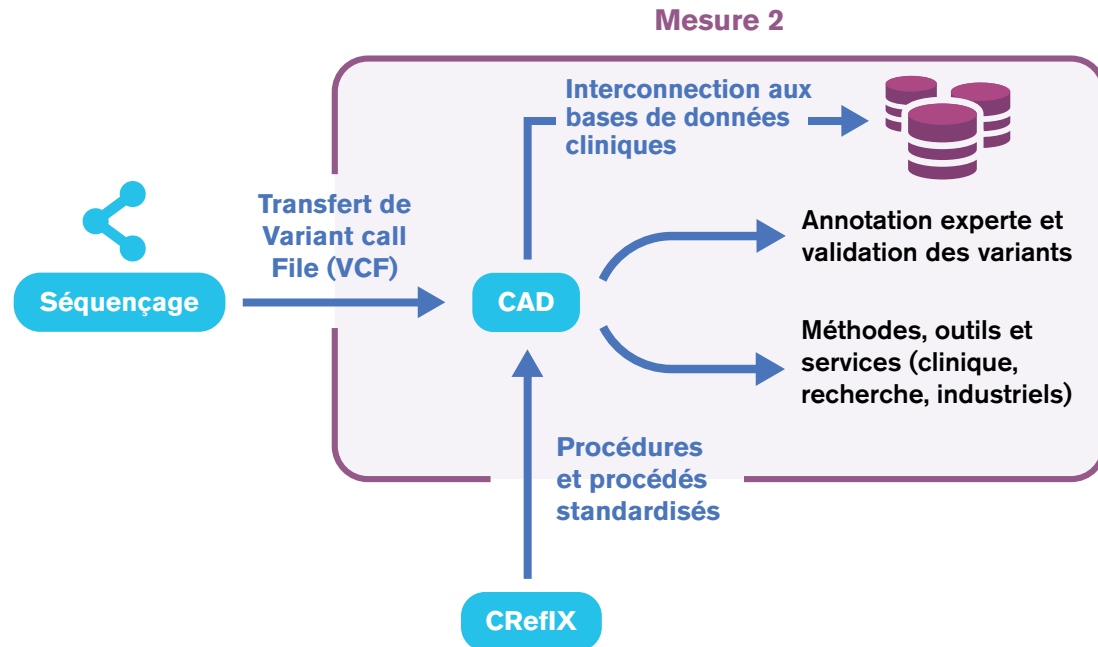 Mesure 2
Interconnection aux
bases de données
cliniques
Transfert de
Variant call
File (VCF)
Séquençage
CAD
Annotation experte et
validation des variants
Méthodes, outils et
services (clinique,
recherche, industriels)
Procédures
et procédés
standardisés
CRefIX